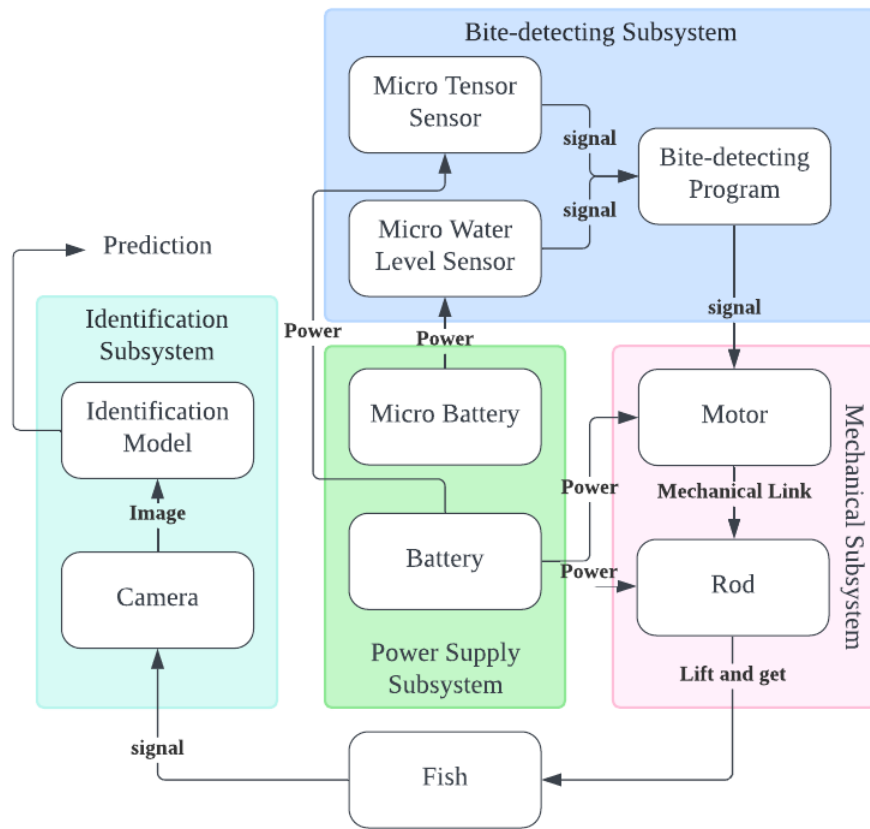 Bite-detecting Subsystem
Micro Tensor
Sensor
signal
Bite-detecting
Program
signal
Micro Water
Level Sensor
Prediction
signal
Identification
Subsystem
Power
Power
Identification
Model
Micro Battery
Motor
Mechanical Subsystem
Power
Mechanical Link
Image
Battery
Power
Rod
Camera
Power Supply
Subsystem
Lift and get
signal
Fish